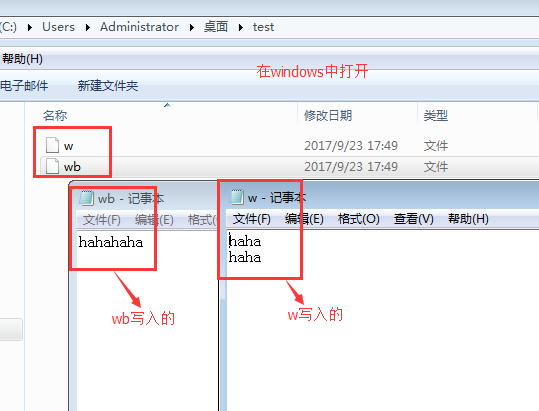 (C:) ▸ Users ▸ Administrator ▸ 桌面 ▸ test
帮助(H)
在windows中打开
电子邮件 新建文件夹
名称 修改日期 类型
w 2017/9/23 17:49 文件
wb 2017/9/23 17:49 文件
wb - 记事本
文件(F) 编辑(E) 格式(
hahahaha
wb写入的
w - 记事本
文件(F) 编辑(E) 格式(O) 查看(V) 帮助(H)
haha
haha
w写入的